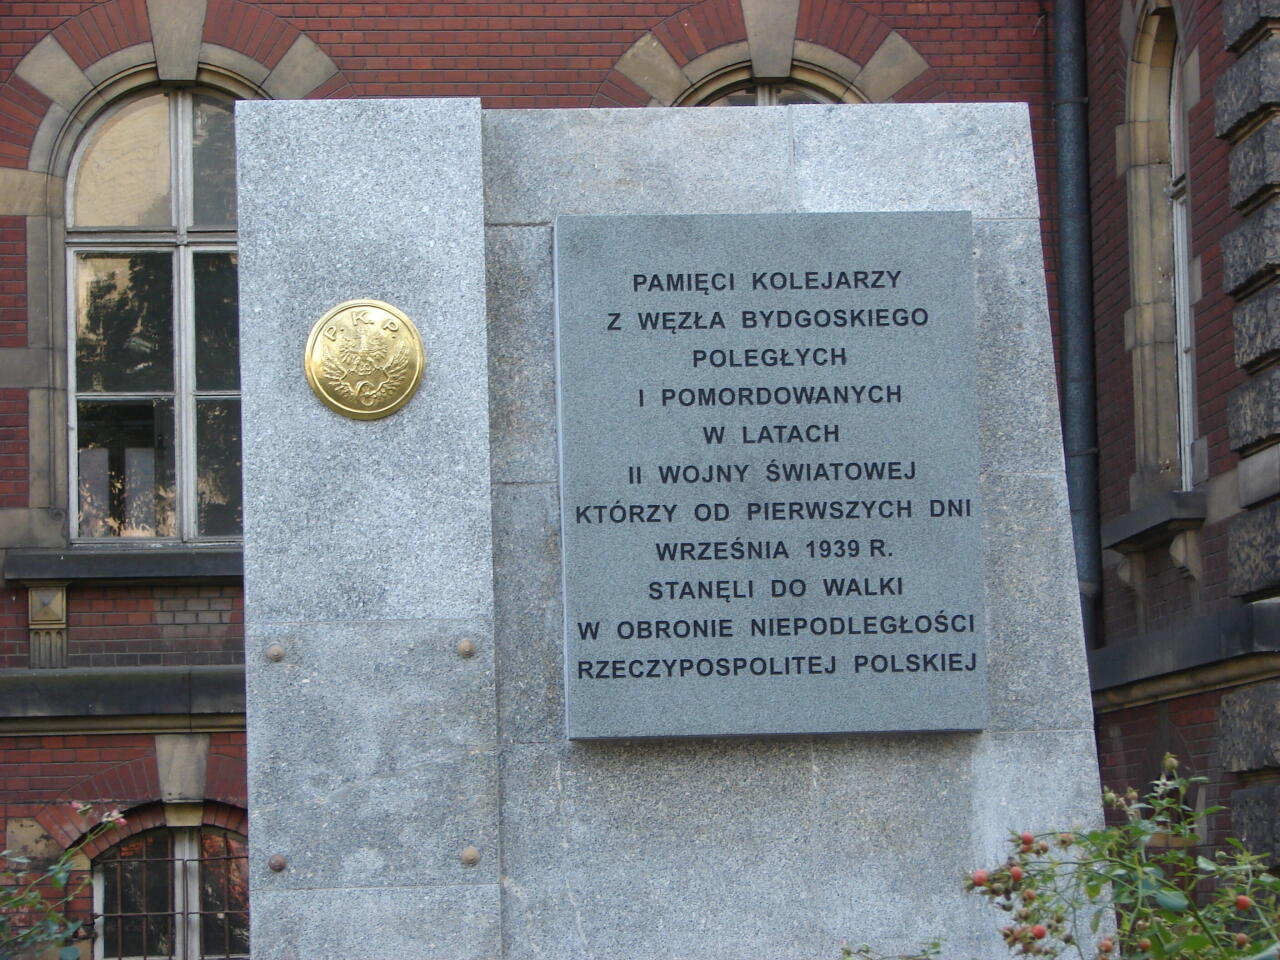 P. K. P.
PAMIĘCI KOLEJARZY
Z WĘZŁA BYDGOSKIEGO
POLEGŁYCH
I POMORDOWANYCH
W LATACH
II WOJNY ŚWIATOWEJ
KTÓRZY OD PIERWSZYCH DNI
WRZEŚNIA 1939 R.
STANĘLI DO WALKI
W OBRONIE NIEPODLEGŁOŚCI
RZECZYPOSPOLITEJ POLSKIEJ